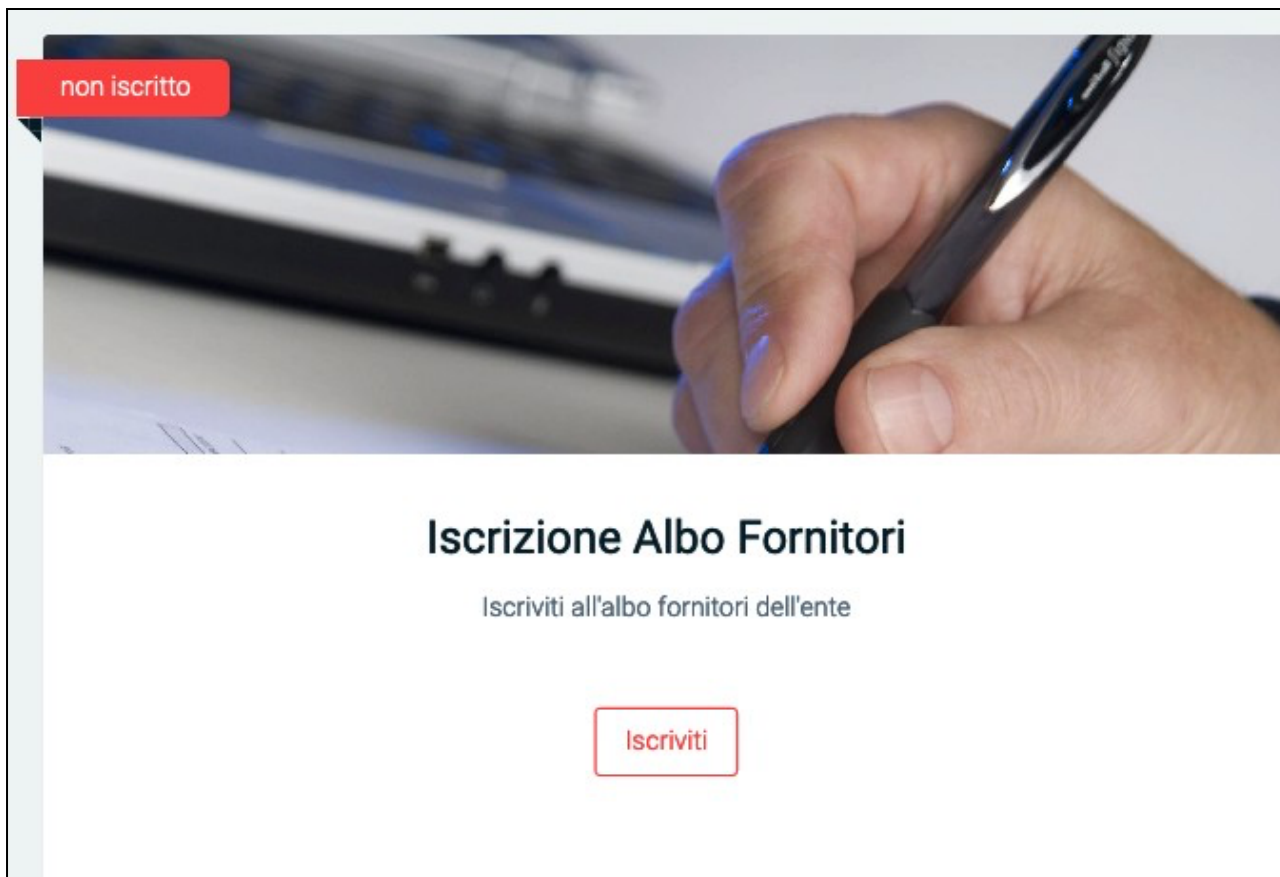 non iscritto
Iscrizione Albo Fornitori
Iscriviti all'albo fornitori dell'ente
Iscriviti